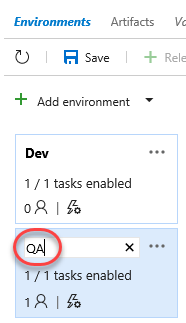 Environments Artifacts
Save
Add environment
Dev
1 / 1 tasks enabled
0 |
QA
1 / 1 tasks enabled
1 |